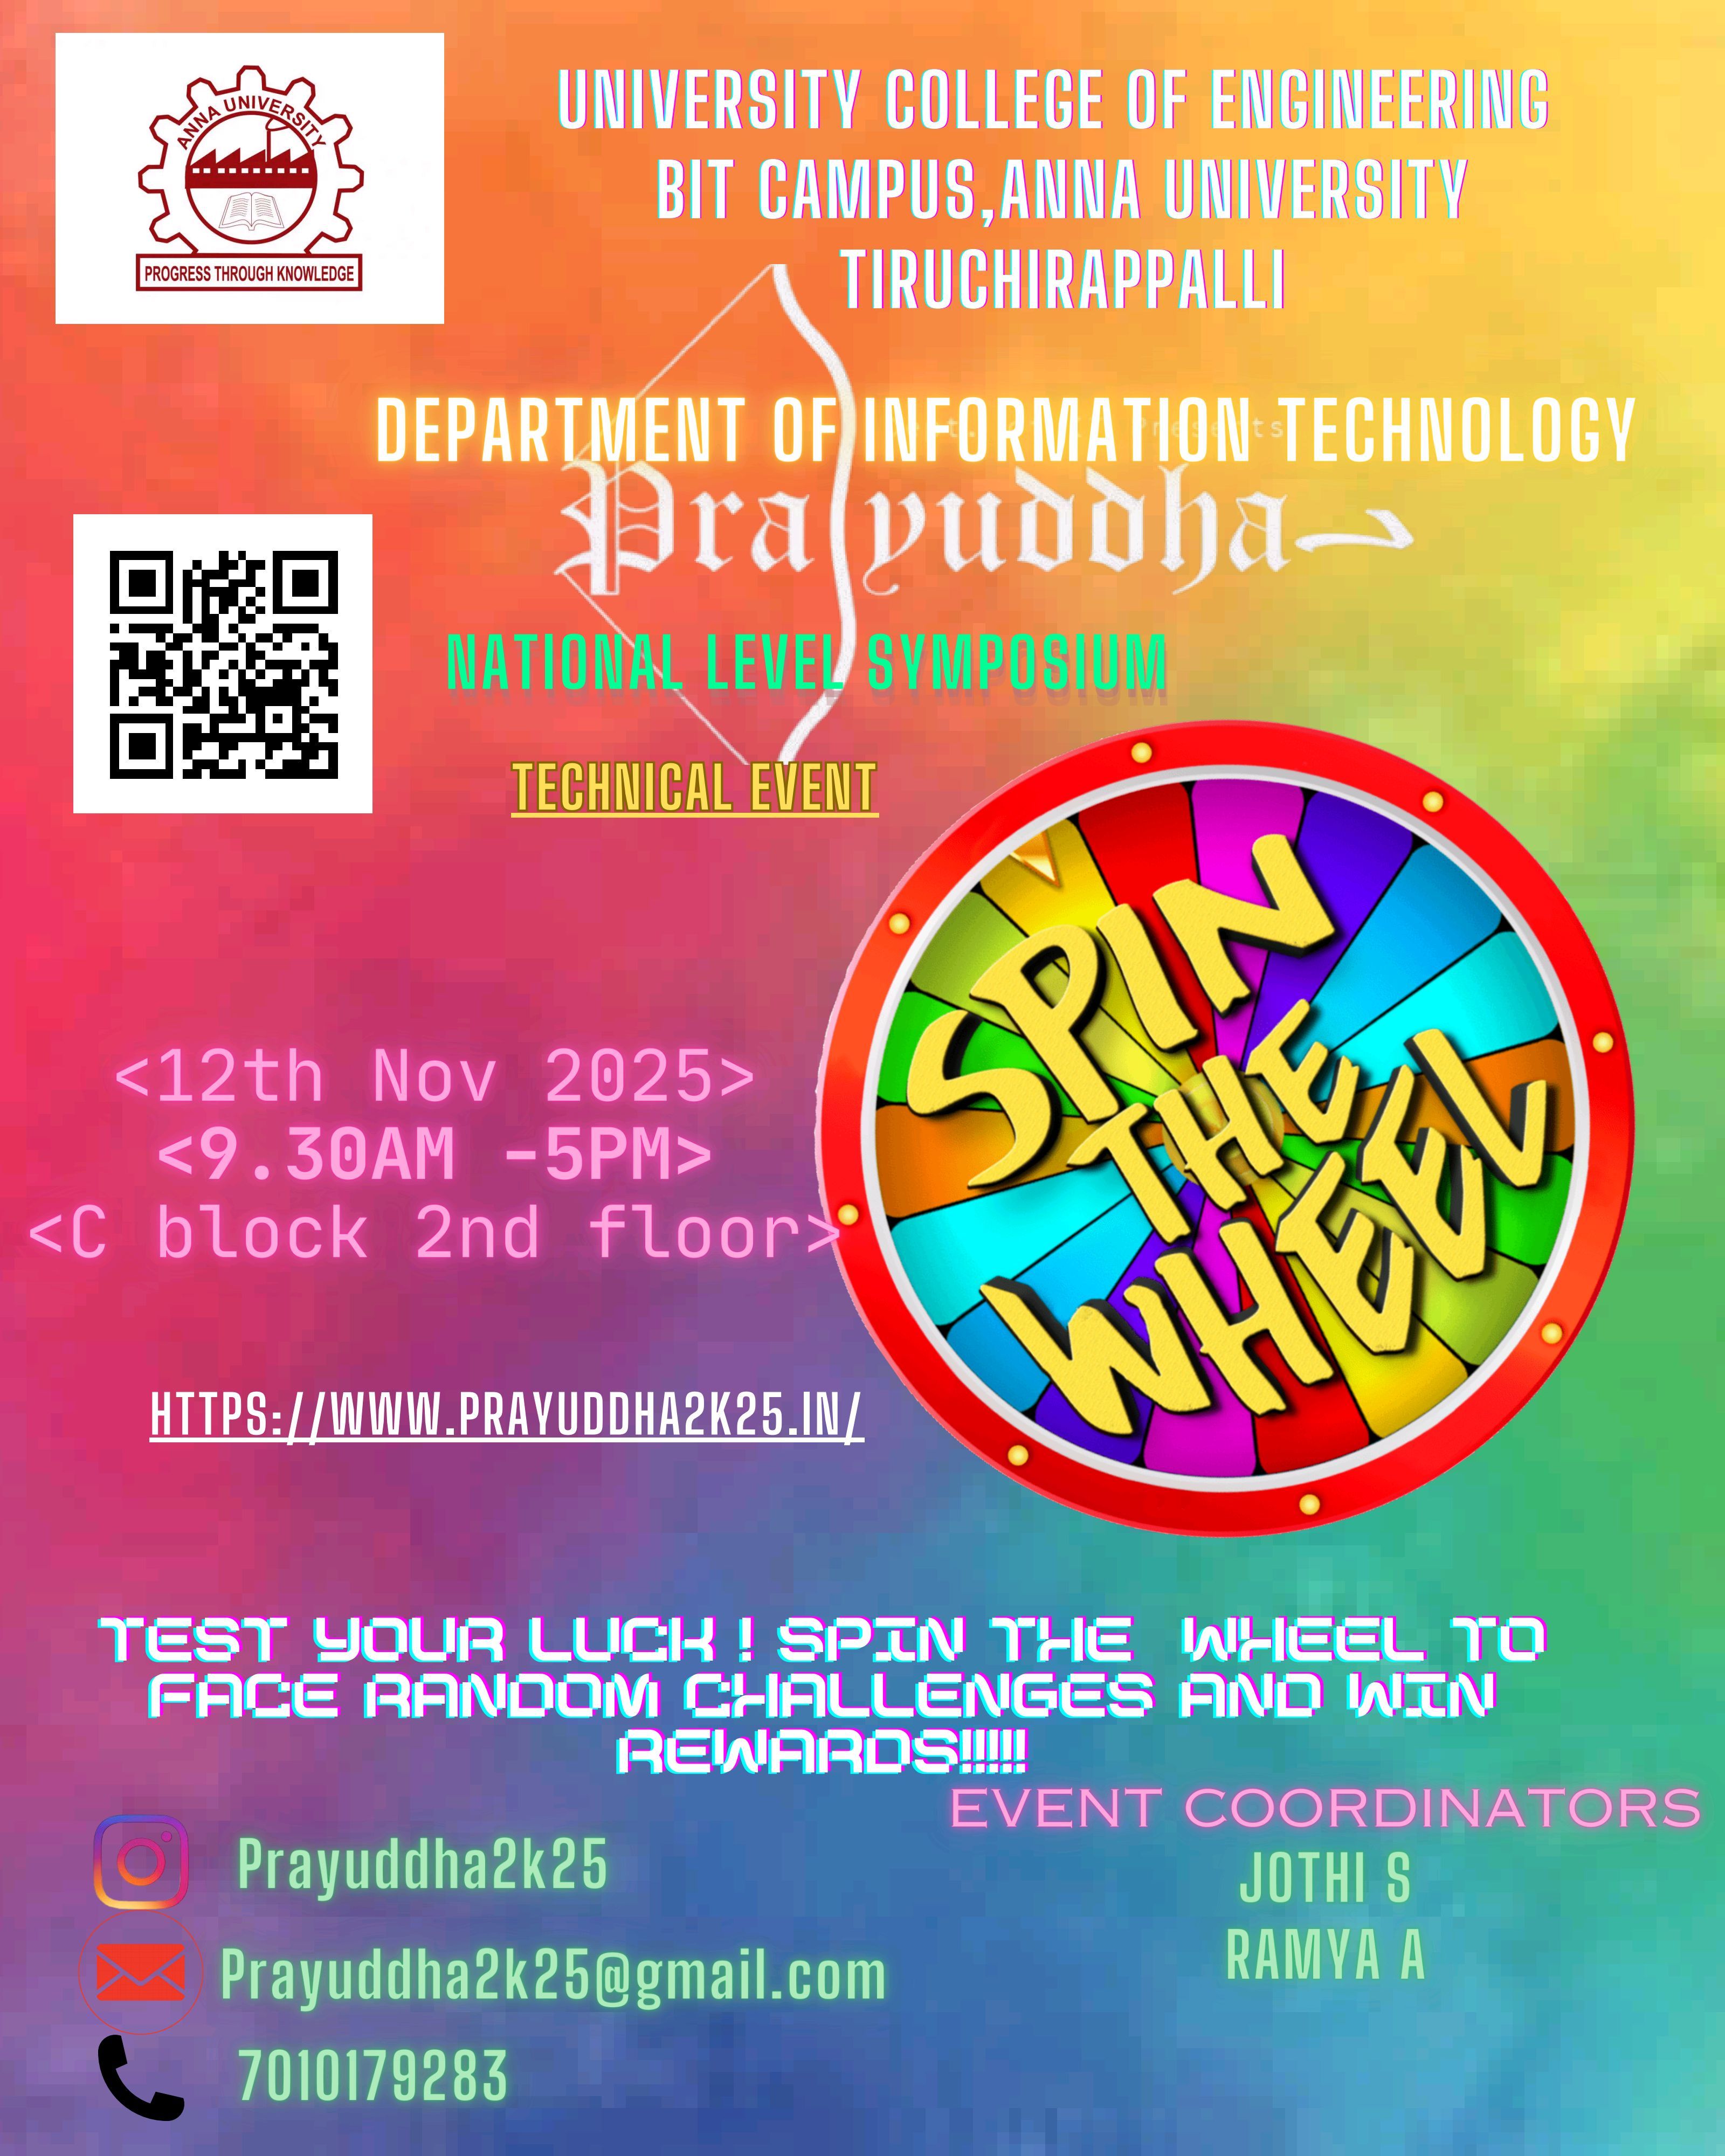 ANNA UNIVERSITY
PROGRESS THROUGH KNOWLEDGE
UNIVERSITY COLLEGE OF ENGINEERING
BIT CAMPUS,ANNA UNIVERSITY
TIRUCHIRAPPALLI
DEPARTMENT OF INFORMATION TECHNOLOGY
Presents
Prayuddha
NATIONAL LEVEL SYMPOSIUM
TECHNICAL EVENT
SPIN
THE
WHEEL
<12th Nov 2025>
<9.30AM -5PM>
<C block 2nd floor>
HTTPS://WWW.PRAYUDDHA2K25.IN/
TEST YOUR LUCK ! SPIN THE WHEEL TO
FACE RANDOM CHALLENGES AND WIN
REWARDS!!!!!
EVENT COORDINATORS
JOTHI S
RAMYA A
Prayuddha2k25
Prayuddha2k25@gmail.com
7010179283